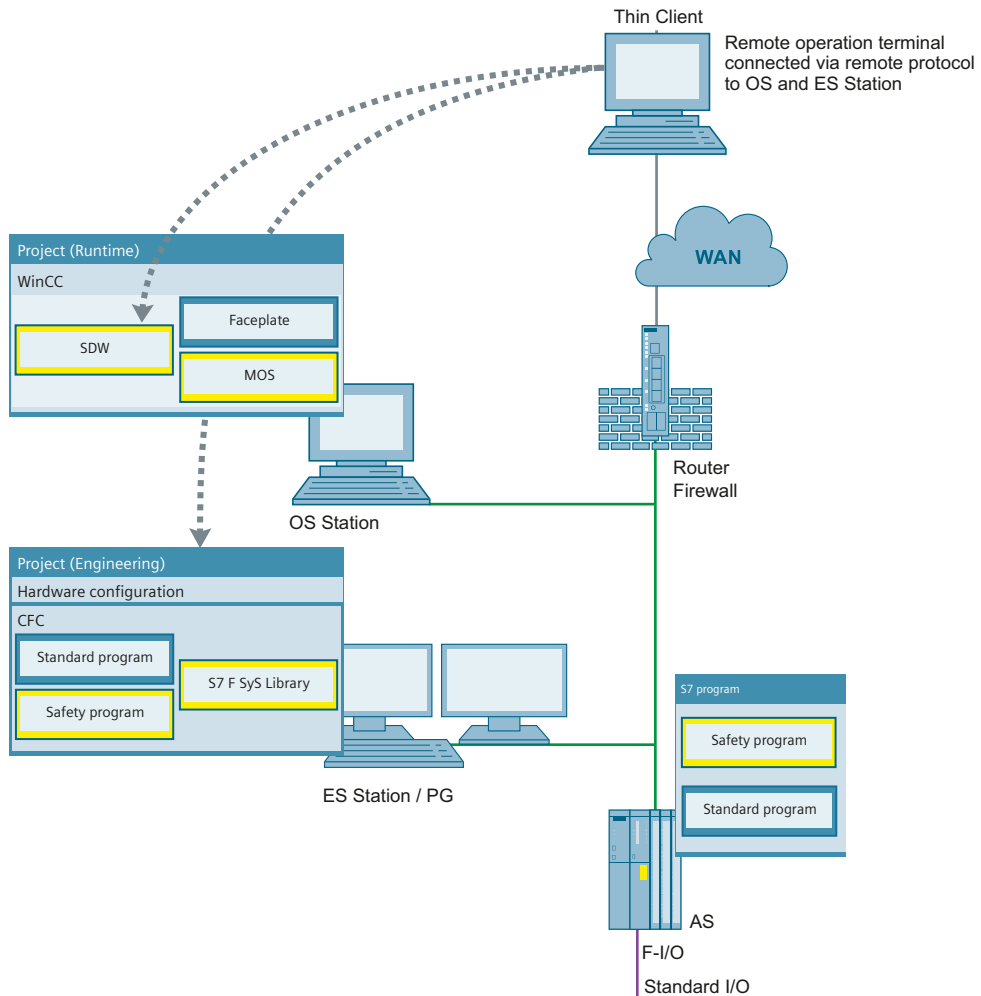 Thin Client
Remote operation terminal
connected via remote protocol
to OS and ES Station
WAN
Project (Runtime)
WinCC
SDW
Faceplate
MOS
Router
Firewall
OS Station
Project (Engineering)
Hardware configuration
CFC
Standard program
Safety program
S7 F SyS Library
ES Station / PG
S7 program
Safety program
Standard program
AS
F-I/O
Standard I/O